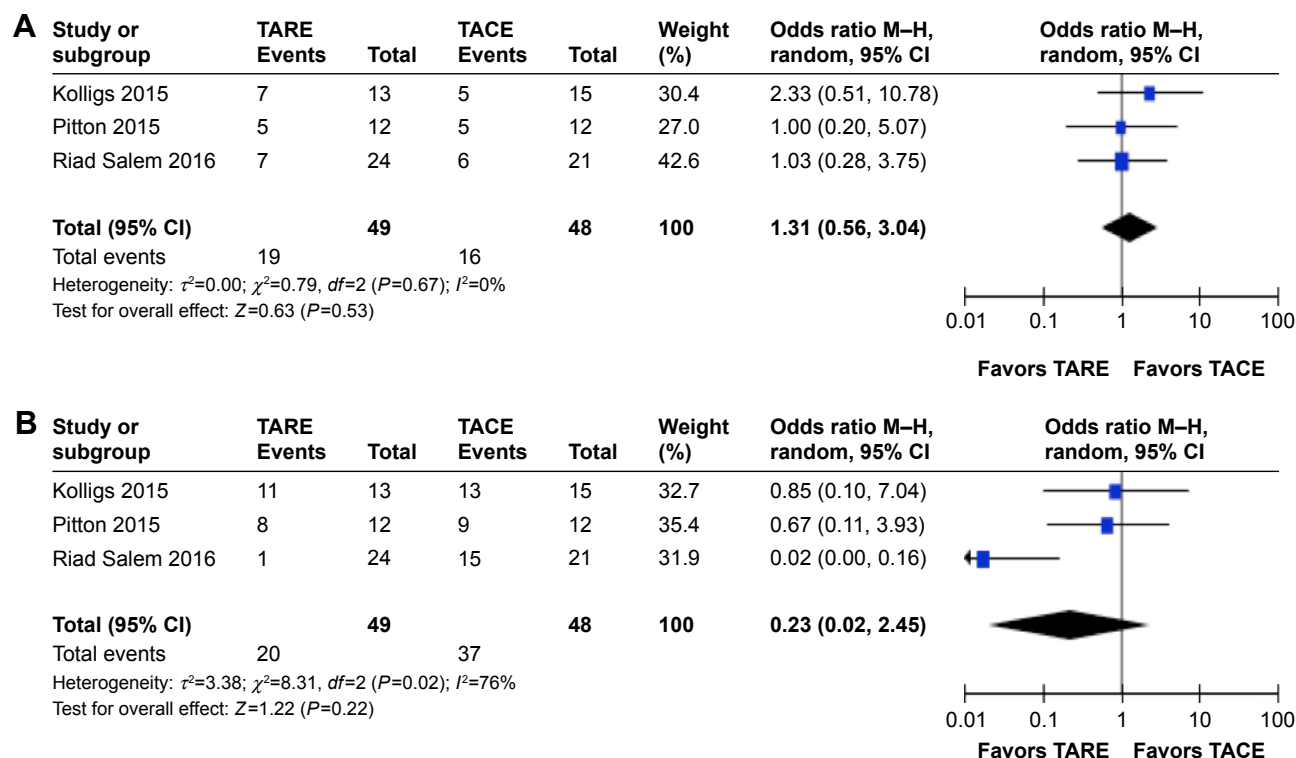 A Study or subgroup TARE Events Total TACE Events Total Weight (%) Odds ratio M–H, random, 95% CI Odds ratio M–H, random, 95% CI
Kolligs 2015 7 13 5 15 30.4 2.33 (0.51, 10.78)
Pitton 2015 5 12 5 12 27.0 1.00 (0.20, 5.07)
Riad Salem 2016 7 24 6 21 42.6 1.03 (0.28, 3.75)
Total (95% CI) 49 48 100 1.31 (0.56, 3.04)
Total events 19 16
Heterogeneity: τ²=0.00; χ²=0.79, df=2 (P=0.67); I²=0%
Test for overall effect: Z=0.63 (P=0.53)
0.01 0.1 1 10 100
Favors TARE Favors TACE
B Study or subgroup TARE Events Total TACE Events Total Weight (%) Odds ratio M–H, random, 95% CI Odds ratio M–H, random, 95% CI
Kolligs 2015 11 13 13 15 32.7 0.85 (0.10, 7.04)
Pitton 2015 8 12 9 12 35.4 0.67 (0.11, 3.93)
Riad Salem 2016 1 24 15 21 31.9 0.02 (0.00, 0.16)
Total (95% CI) 49 48 100 0.23 (0.02, 2.45)
Total events 20 37
Heterogeneity: τ²=3.38; χ²=8.31, df=2 (P=0.02); I²=76%
Test for overall effect: Z=1.22 (P=0.22)
0.01 0.1 1 10 100
Favors TARE Favors TACE